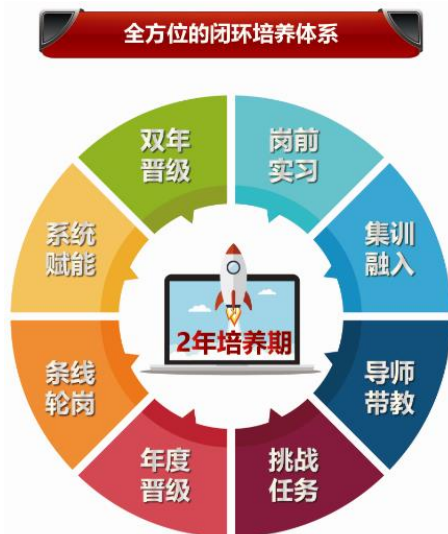 全方位的闭环培养体系
双年
晋级
岗前
实习
系统
赋能
集训
融入
2年培养期
条线
轮岗
导师
带教
年度
晋级
挑战
任务